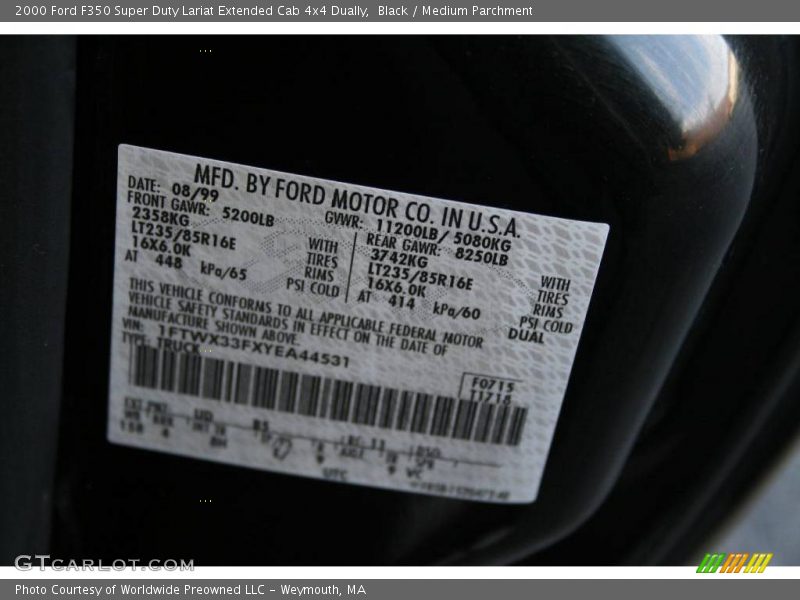 2000 Ford F350 Super Duty Lariat Extended Cab 4x4 Dually, Black / Medium Parchment
MFD. BY FORD MOTOR CO. IN U.S.A.
DATE: 08/99 GVWR: 11200LB/ 5080KG
FRONT GAWR: 5200LB REAR GAWR: 8250LB
2358KG WITH 3742KG WITH
LT235/85R16E TIRES LT235/85R16E TIRES
16X6.0K RIMS 16X6.0K RIMS
AT 448 kPa/65 PSI COLD AT 414 kPa/60 PSI COLD
DUAL
THIS VEHICLE CONFORMS TO ALL APPLICABLE FEDERAL MOTOR
VEHICLE SAFETY STANDARDS IN EFFECT ON THE DATE OF
MANUFACTURE SHOWN ABOVE.
VIN: 1FTWX33FXYEA44531
TYPE: TRUCK
F0715
T1718
GTCARLOT.COM
Photo Courtesy of Worldwide Preowned LLC - Weymouth, MA